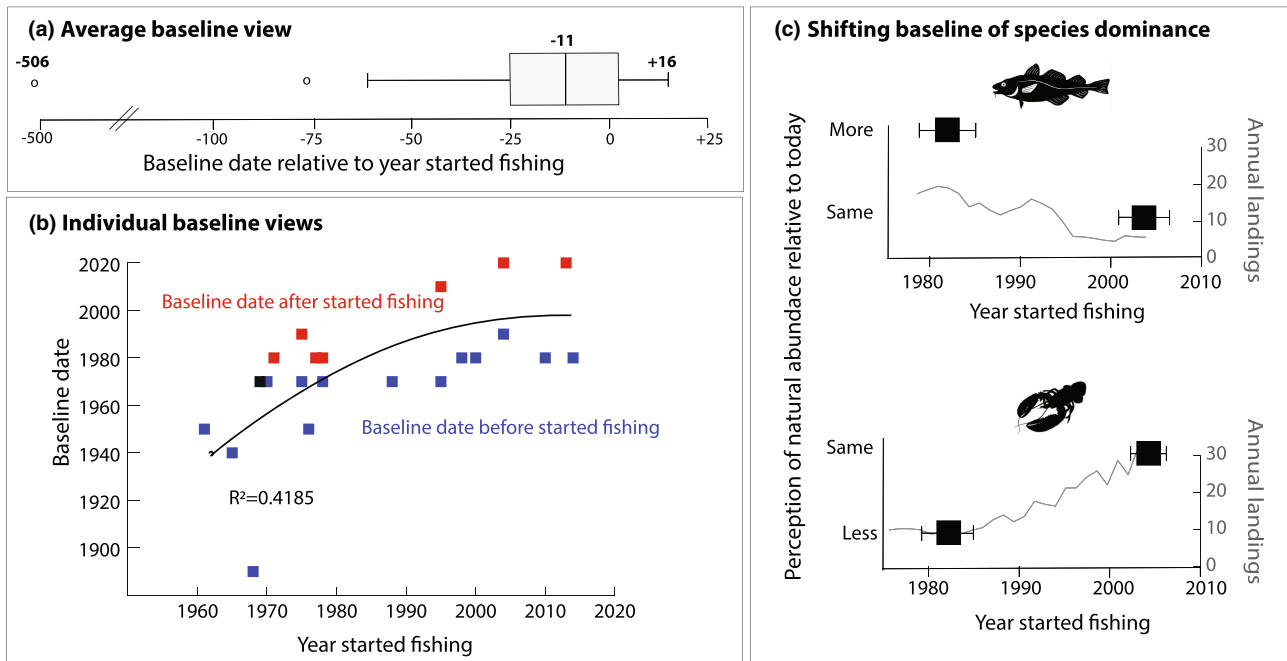 (a) Average baseline view
-506
-11
+16
-500
-100
-75
-50
-25
0
+25
Baseline date relative to year started fishing
(b) Individual baseline views
Baseline date
2020
2000
1980
1960
1940
1920
1900
Baseline date after started fishing
Baseline date before started fishing
R²=0.4185
1960
1970
1980
1990
2000
2010
2020
Year started fishing
(c) Shifting baseline of species dominance
Perception of natural abundace relative to today
More
Same
30
20
10
0
Annual landings
1980
1990
2000
2010
Year started fishing
Same
Less
30
20
10
0
Annual landings
1980
1990
2000
2010
Year started fishing